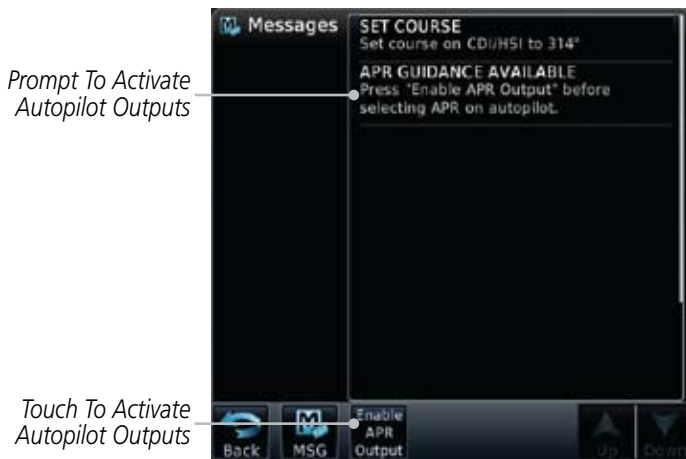 Messages
SET COURSE
Set course on CDI/HSI to 314°
APR GUIDANCE AVAILABLE
Press "Enable APR Output" before
selecting APR on autopilot.
Prompt To Activate
Autopilot Outputs
Touch To Activate
Autopilot Outputs
Back
MSG
Enable
APR
Output
Up
Down